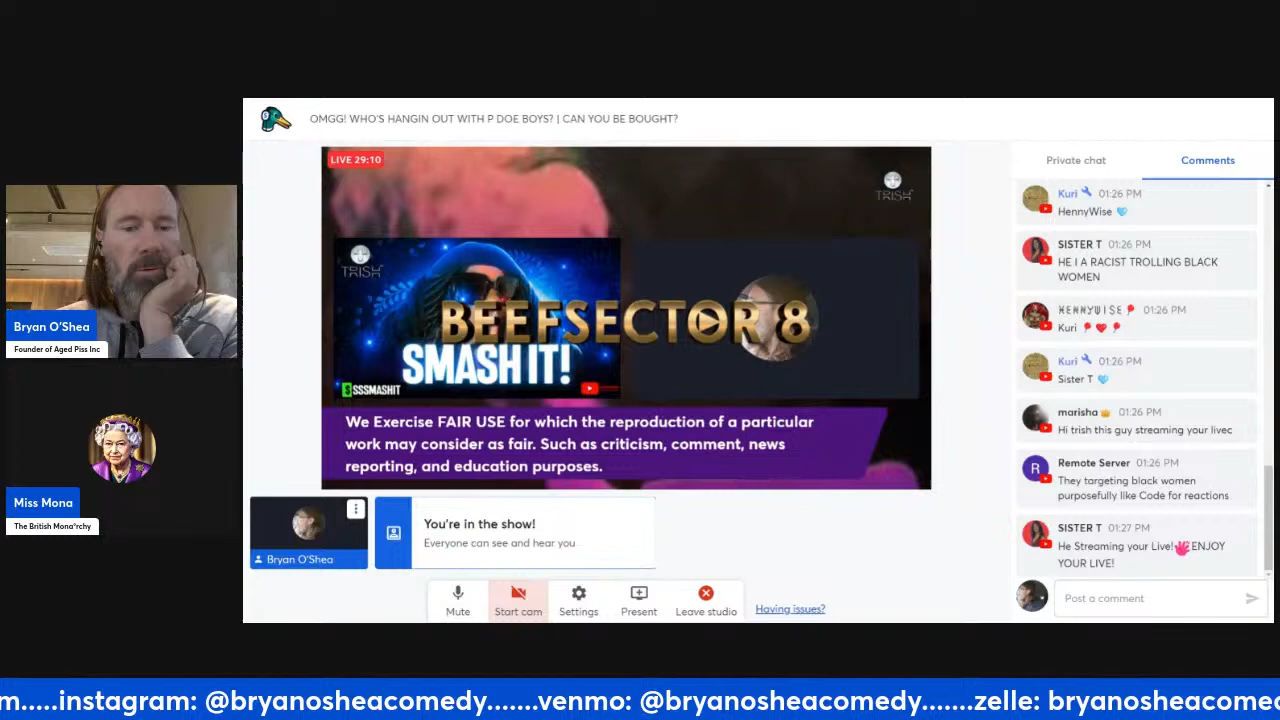 OMGG! WHO'S HANGIN OUT WITH P DOE BOYS? | CAN YOU BE BOUGHT?
LIVE 29:10
TRISH
TRISH
BEEFSECTOR 8
SMASH IT!
$SSSMASHIT
We Exercise FAIR USE for which the reproduction of a particular
work may consider as fair. Such as criticism, comment, news
reporting, and education purposes.
Bryan O'Shea
Founder of Aged Piss Inc
Miss Mona
The British Mona*rchy
Bryan O'Shea
You're in the show!
Everyone can see and hear you
Mute
Start cam
Settings
Present
Leave studio
Having issues?
Private chat
Comments
Kuri 01:26 PM
HennyWise
SISTER T 01:26 PM
HE I A RACIST TROLLING BLACK
WOMEN
HENNYWISE 01:26 PM
Kuri
Kuri 01:26 PM
Sister T
marisha 01:26 PM
Hi trish this guy streaming your livec
R
Remote Server 01:26 PM
They targeting black women
purposefully like Code for reactions
SISTER T 01:27 PM
He Streaming your Live! ENJOY
YOUR LIVE!
Post a comment
m.....instagram: @bryanosheacomedy.......venmo: @bryanosheacomedy.......zelle: bryanosheacomed